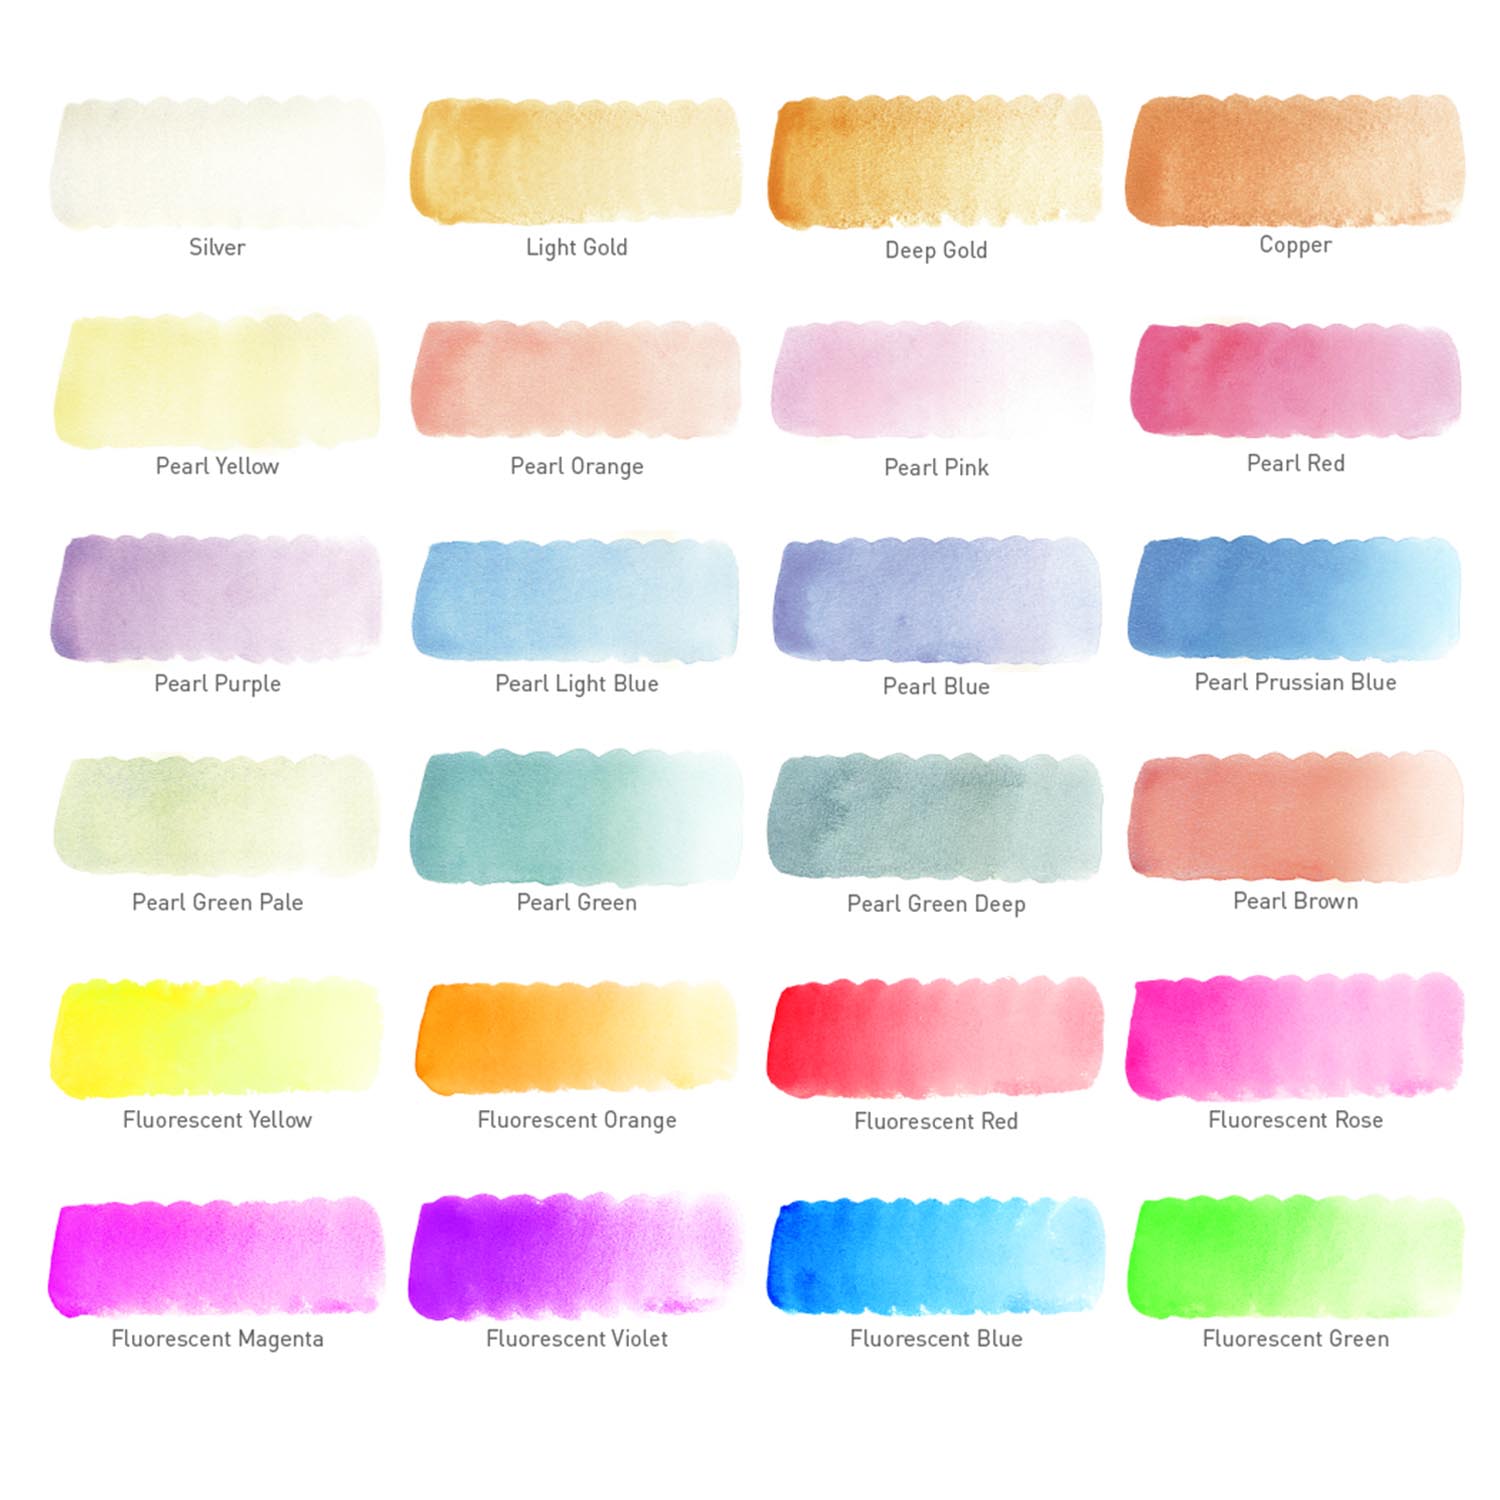 Silver
Light Gold
Deep Gold
Copper
Pearl Yellow
Pearl Orange
Pearl Pink
Pearl Red
Pearl Purple
Pearl Light Blue
Pearl Blue
Pearl Prussian Blue
Pearl Green Pale
Pearl Green
Pearl Green Deep
Pearl Brown
Fluorescent Yellow
Fluorescent Orange
Fluorescent Red
Fluorescent Rose
Fluorescent Magenta
Fluorescent Violet
Fluorescent Blue
Fluorescent Green